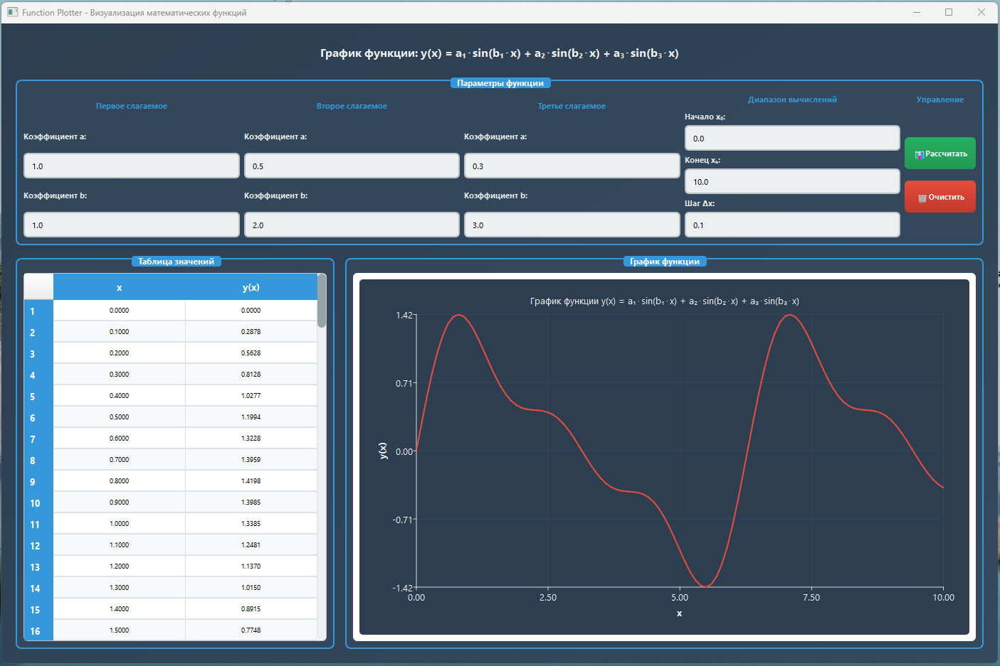 Function Plotter - Визуализация математических функций
График функции: y(x) = a₁·sin(b₁·x) + a₂·sin(b₂·x) + a₃·sin(b₃·x)
Параметры функции
Первое слагаемое
Коэффициент a:
1.0
Коэффициент b:
1.0
Второе слагаемое
Коэффициент a:
0.5
Коэффициент b:
2.0
Третье слагаемое
Коэффициент a:
0.3
Коэффициент b:
3.0
Диапазон вычислений
Начало x₀:
0.0
Конец xₖ:
10.0
Шаг Δx:
0.1
Управление
Рассчитать
Очистить
Таблица значений
x y(x)
1 0.0000 0.0000
2 0.1000 0.2878
3 0.2000 0.5628
4 0.3000 0.8128
5 0.4000 1.0277
6 0.5000 1.1994
7 0.6000 1.3228
8 0.7000 1.3959
9 0.8000 1.4198
10 0.9000 1.3985
11 1.0000 1.3385
12 1.1000 1.2481
13 1.2000 1.1370
14 1.3000 1.0150
15 1.4000 0.8915
16 1.5000 0.7748
График функции
График функции y(x) = a₁·sin(b₁·x) + a₂·sin(b₂·x) + a₃·sin(b₃·x)
1.42
0.71
0.00
-0.71
-1.42
y(x)
0.00 2.50 5.00 7.50 10.00
x